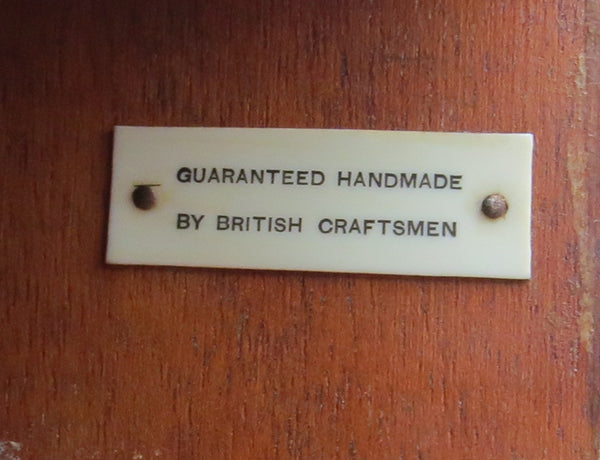 GUARANTEED HANDMADE
BY BRITISH CRAFTSMEN